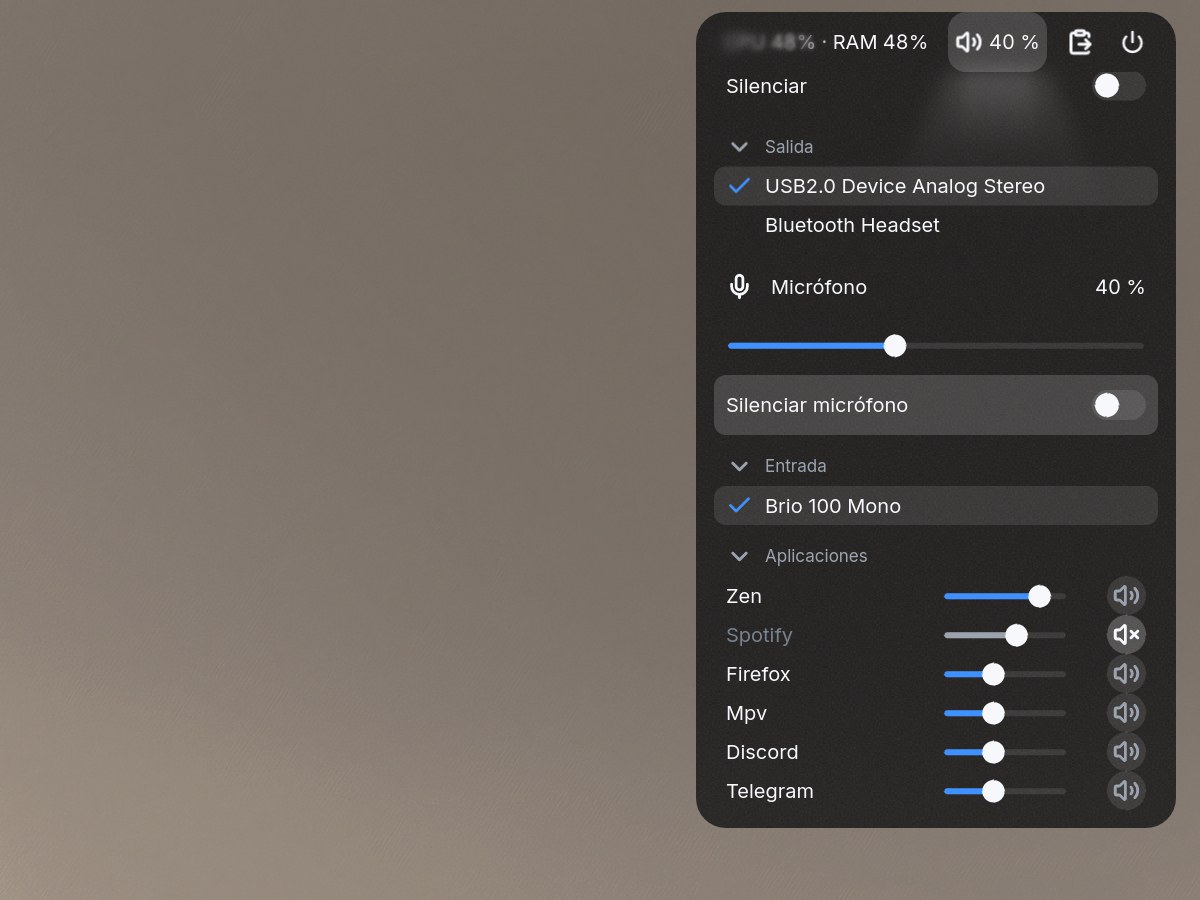 48% · RAM 48% 40 %
Silenciar
Salida
USB2.0 Device Analog Stereo
Bluetooth Headset
Micrófono 40 %
Silenciar micrófono
Entrada
Brio 100 Mono
Aplicaciones
Zen
Spotify
Firefox
Mpv
Discord
Telegram